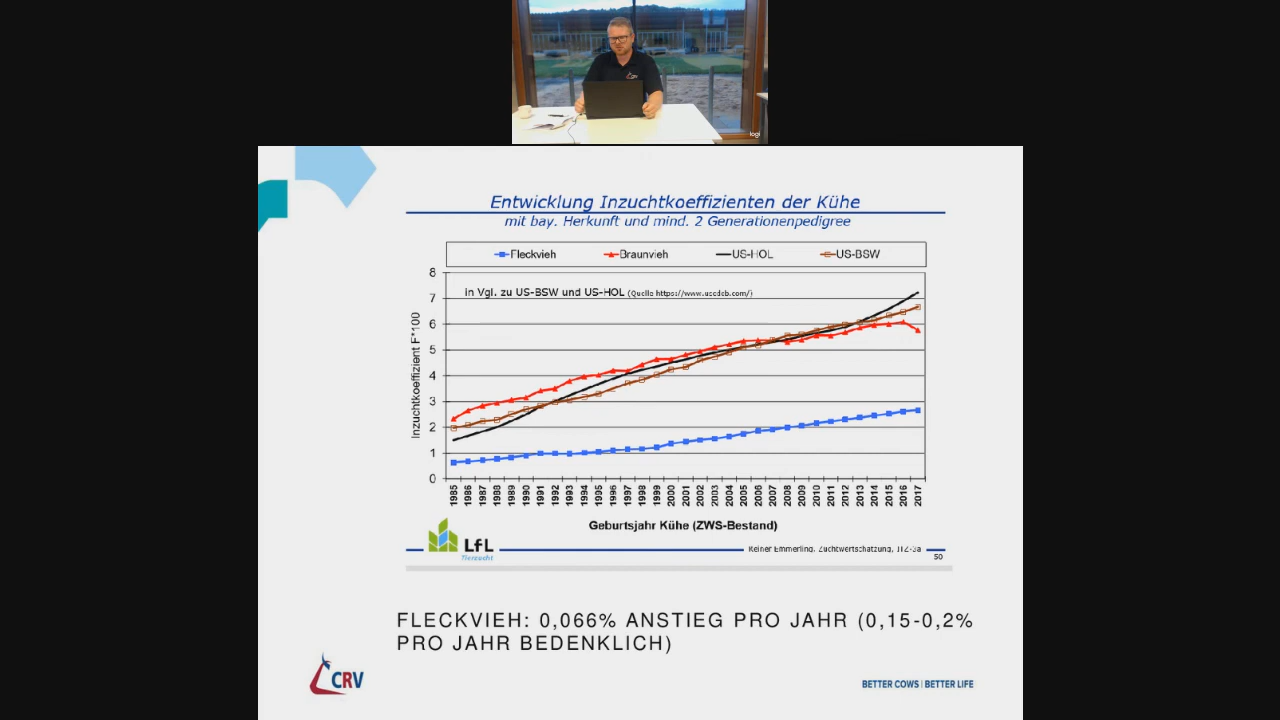 CRV
logi
Entwicklung Inzuchtkoeffizienten der Kühe
mit bay. Herkunft und mind. 2 Generationenpedigree
Fleckvieh Braunvieh US-HOL US-BSW
in Vgl. zu US-BSW und US-HOL (Quelle https://www.uscdcb.com/)
Inzuchtkoeffizient F*100
8
7
6
5
4
3
2
1
0
1985 1986 1987 1988 1989 1990 1991 1992 1993 1994 1995 1996 1997 1998 1999 2000 2001 2002 2003 2004 2005 2006 2007 2008 2009 2010 2011 2012 2013 2014 2015 2016 2017
Geburtsjahr Kühe (ZWS-Bestand)
LfL
Tierzucht
Reiner Emmerling, Zuchtwertschätzung, ITZ-3a
50
FLECKVIEH: 0,066% ANSTIEG PRO JAHR (0,15-0,2%
PRO JAHR BEDENKLICH)
CRV
BETTER COWS | BETTER LIFE